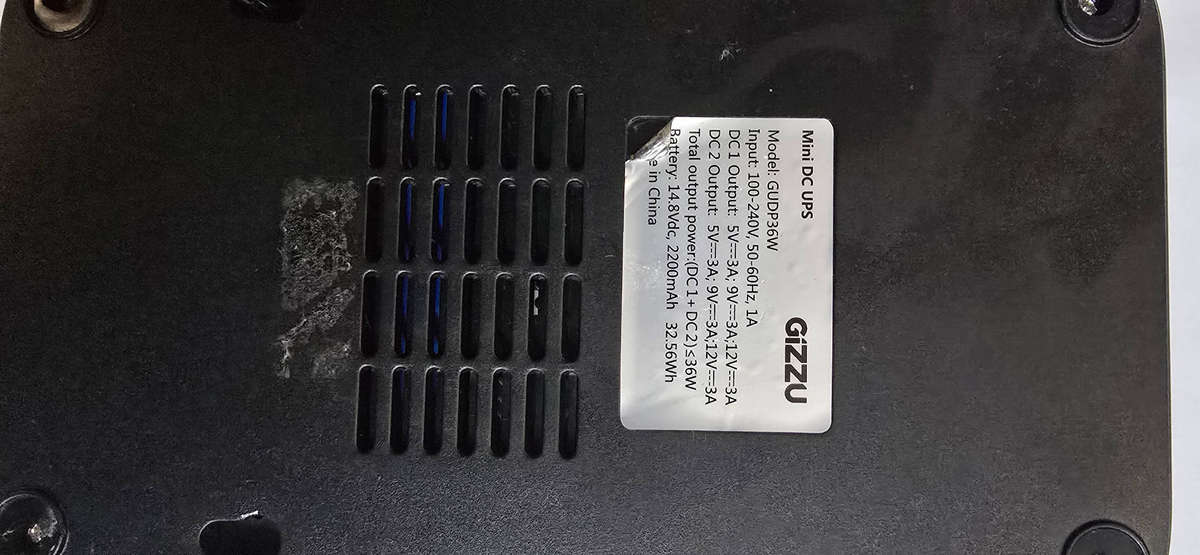 Mini DC UPS
GiZZU
Model: GUDP36W
Input: 100-240V, 50-60Hz, 1A
DC1 Output: 5V⎓3A; 9V⎓3A;12V⎓3A
DC2 Output: 5V⎓3A; 9V⎓3A;12V⎓3A
Total output power:(DC1+ DC2)≤36W
Battery: 14.8Vdc, 2200mAh 32.56Wh
in China